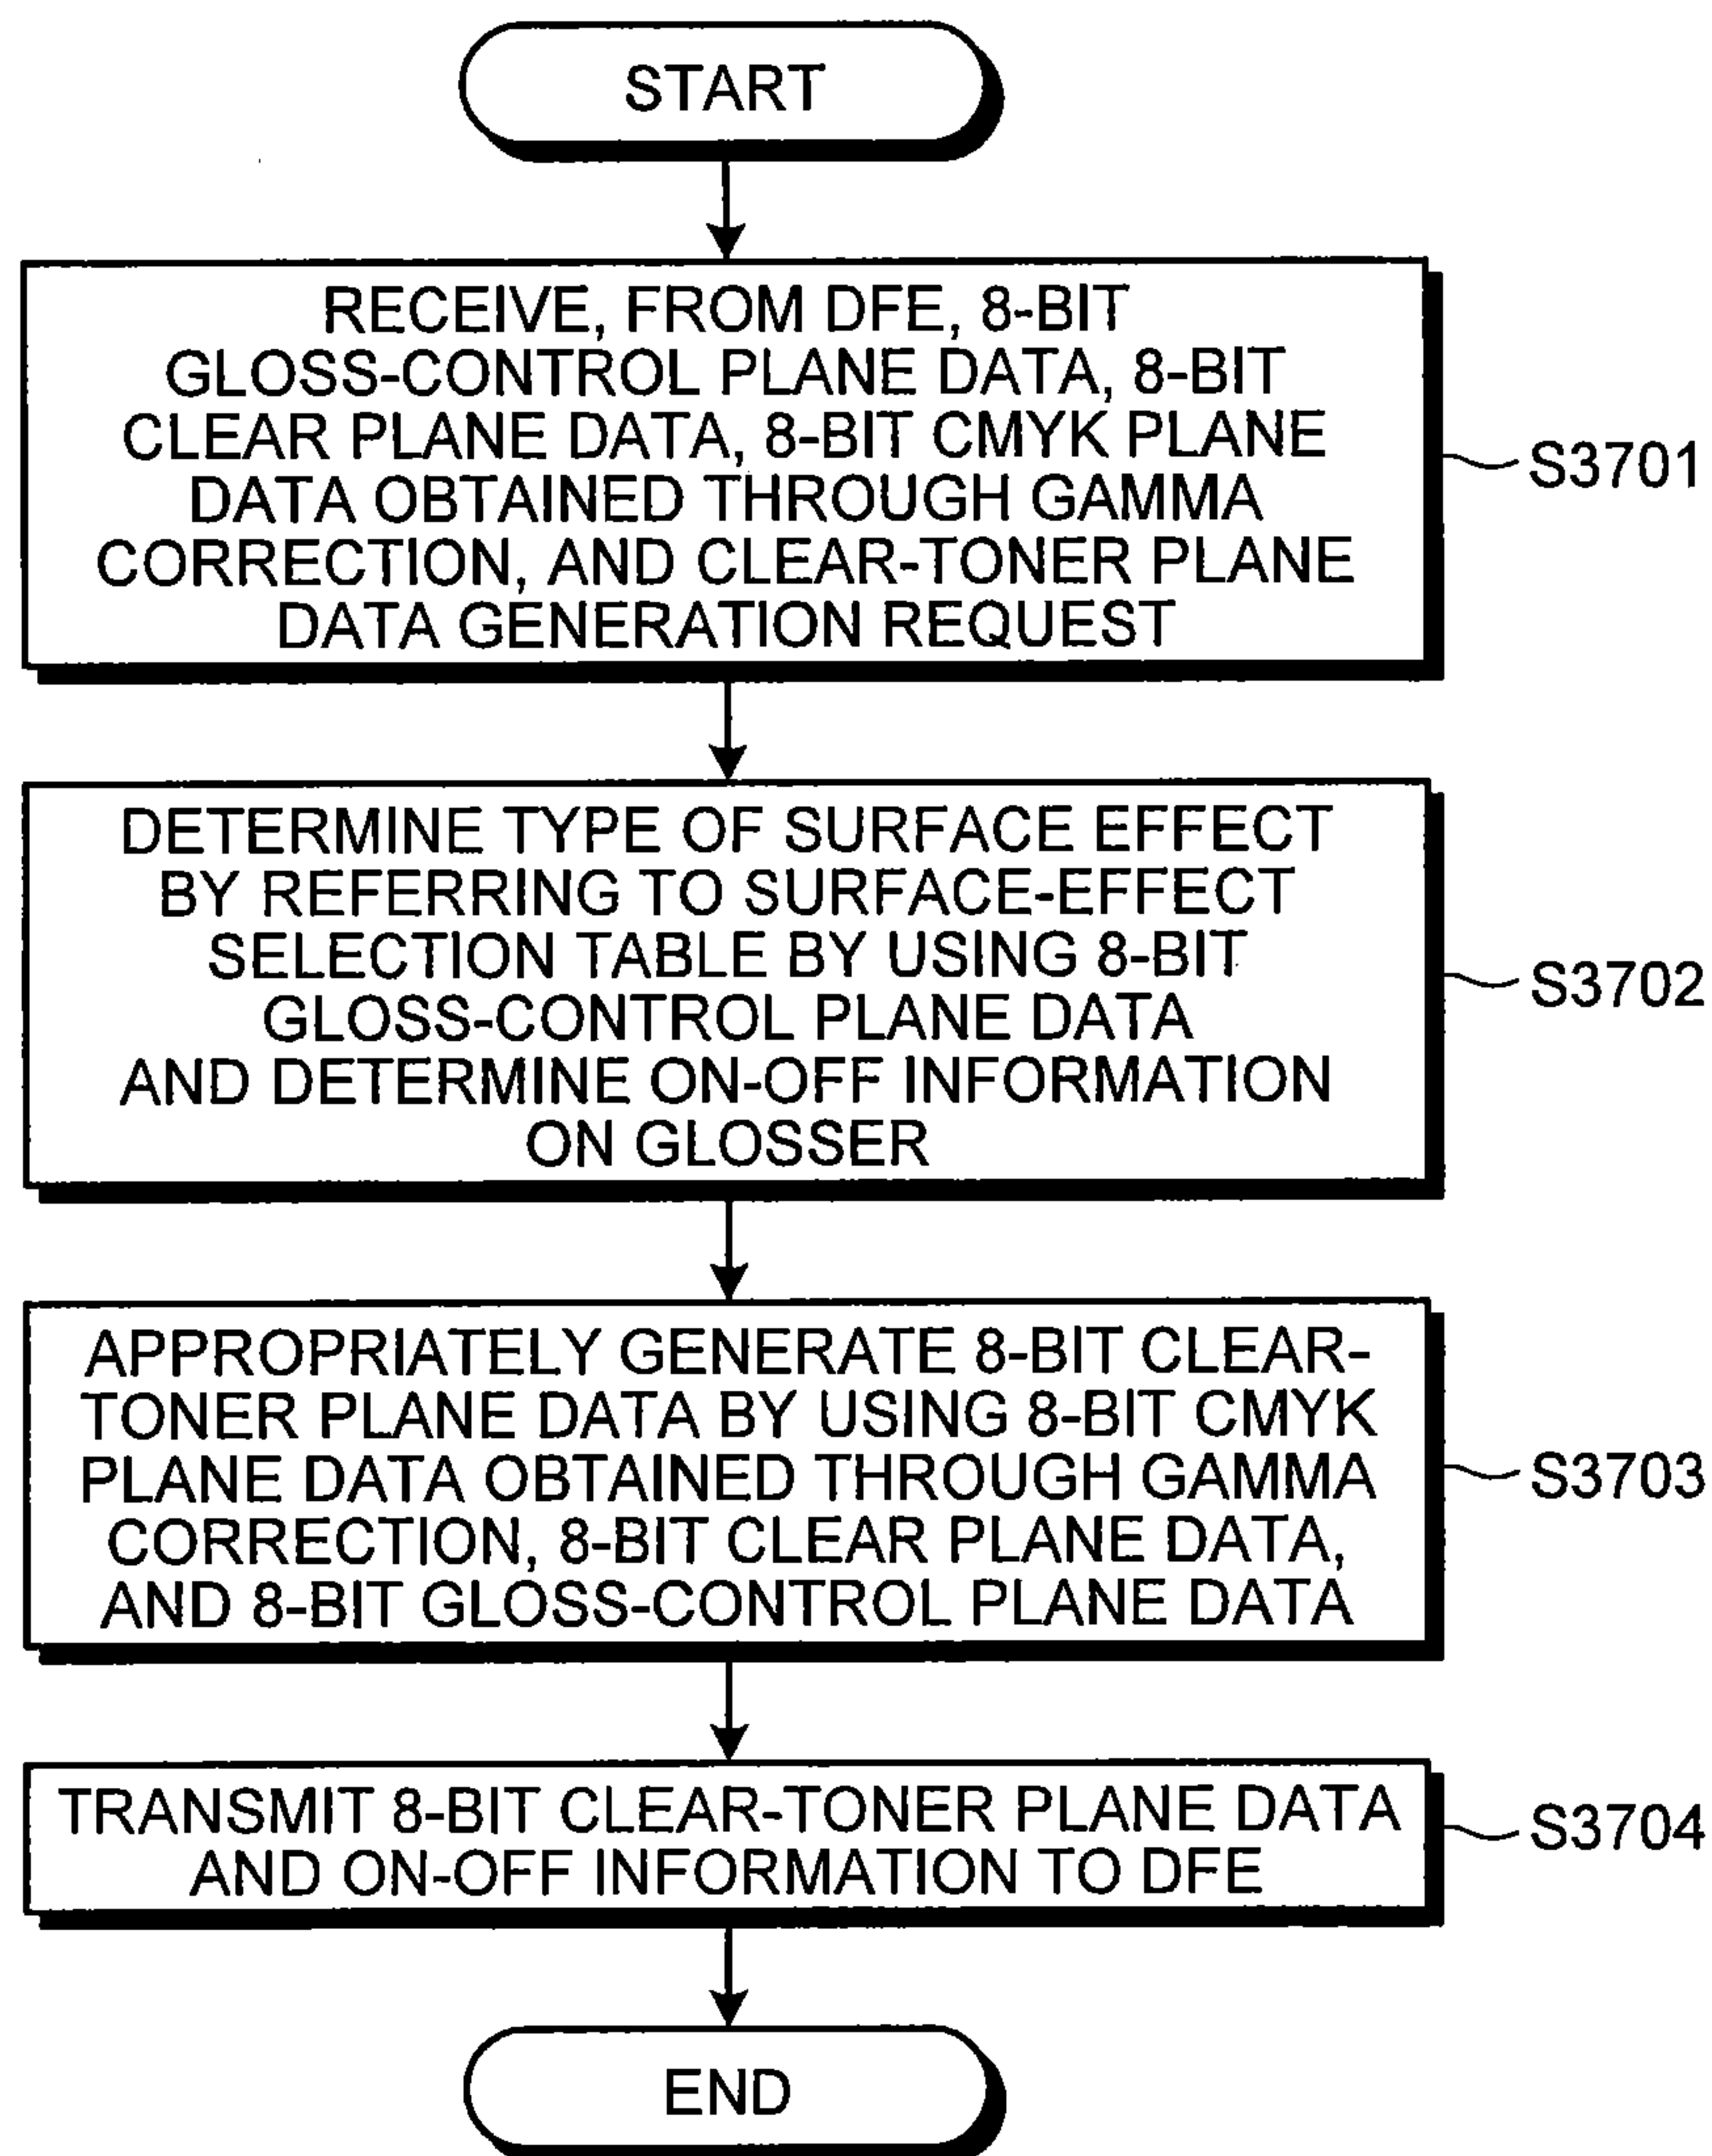 START
RECEIVE, FROM DFE, 8-BIT
GLOSS-CONTROL PLANE DATA, 8-BIT
CLEAR PLANE DATA, 8-BIT CMYK PLANE
DATA OBTAINED THROUGH GAMMA
CORRECTION, AND CLEAR-TONER PLANE
DATA GENERATION REQUEST
S3701
DETERMINE TYPE OF SURFACE EFFECT
BY REFERRING TO SURFACE-EFFECT
SELECTION TABLE BY USING 8-BIT
GLOSS-CONTROL PLANE DATA
AND DETERMINE ON-OFF INFORMATION
ON GLOSSER
S3702
APPROPRIATELY GENERATE 8-BIT CLEAR-
TONER PLANE DATA BY USING 8-BIT CMYK
PLANE DATA OBTAINED THROUGH GAMMA
CORRECTION, 8-BIT CLEAR PLANE DATA,
AND 8-BIT GLOSS-CONTROL PLANE DATA
S3703
TRANSMIT 8-BIT CLEAR-TONER PLANE DATA
AND ON-OFF INFORMATION TO DFE
S3704
END